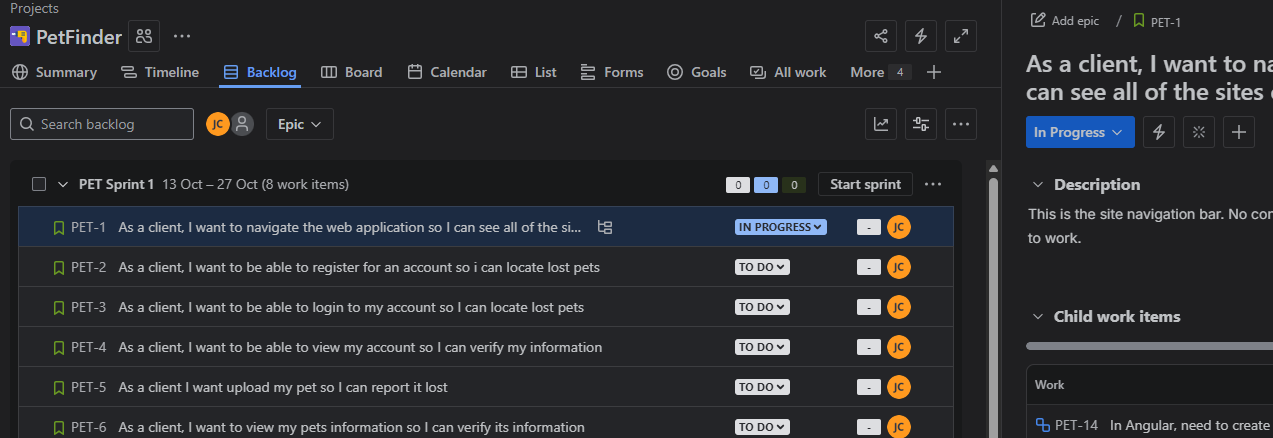 Projects
PetFinder
Summary Timeline Backlog Board Calendar List Forms Goals All work More 4
Search backlog JC Epic
PET Sprint 1 13 Oct – 27 Oct (8 work items) 0 0 0 Start sprint
PET-1 As a client, I want to navigate the web application so I can see all of the si... IN PROGRESS - JC
PET-2 As a client, I want to be able to register for an account so i can locate lost pets TO DO - JC
PET-3 As a client, I want to be able to login to my account so I can locate lost pets TO DO - JC
PET-4 As a client, I want to be able to view my account so I can verify my information TO DO - JC
PET-5 As a client I want upload my pet so I can report it lost TO DO - JC
PET-6 As a client, I want to view my pets information so I can verify its information TO DO - JC
Add epic / PET-1
As a client, I want to na
can see all of the sites
In Progress
Description
This is the site navigation bar. No con
to work.
Child work items
Work
PET-14 In Angular, need to create